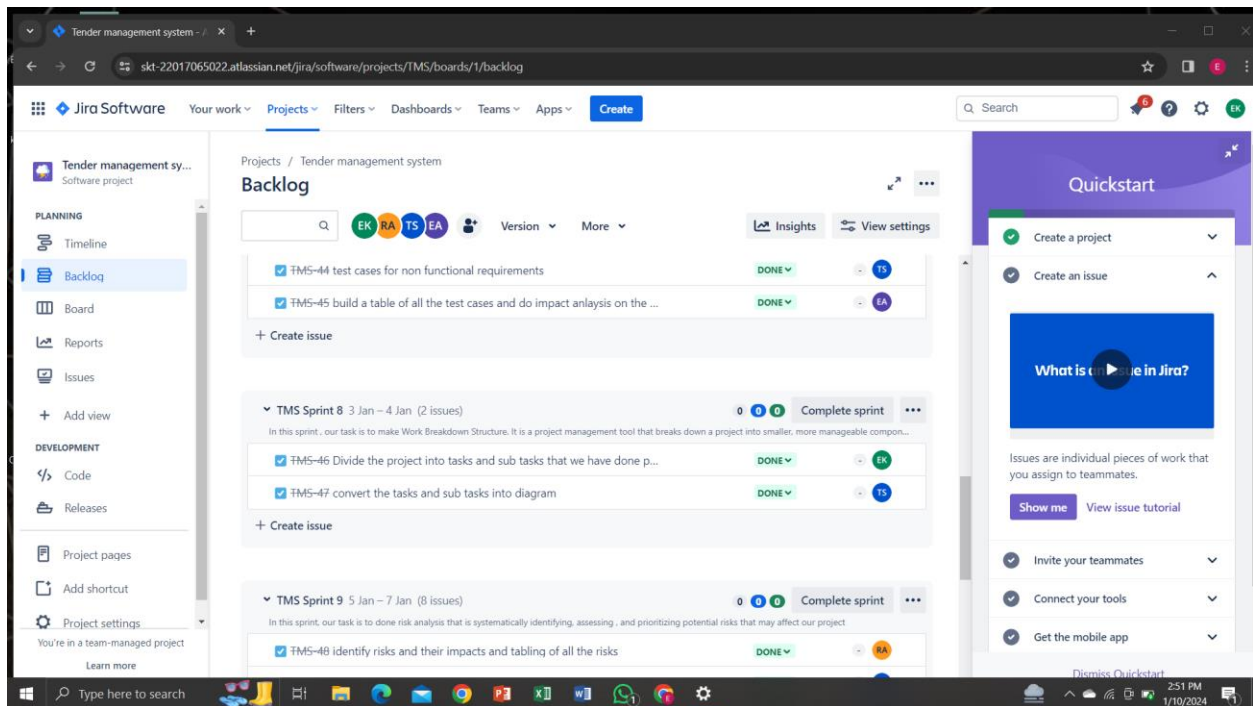 Tender management system - /
skt-22017065022.atlassian.net/jira/software/projects/TMS/boards/1/backlog
E
Jira Software Your work Projects Filters Dashboards Teams Apps Create Search 6 EK
Tender management sy...
Software project
PLANNING
Timeline
Backlog
Board
Reports
Issues
Add view
DEVELOPMENT
Code
Releases
Project pages
Add shortcut
Project settings
You're in a team-managed project
Learn more
Projects / Tender management system
Backlog
EK RA TS EA Version More Insights View settings
TMS-44 test cases for non functional requirements DONE - TS
TMS-45 build a table of all the test cases and do impact anlaysis on the ... DONE - EA
+ Create issue
TMS Sprint 8 3 Jan – 4 Jan (2 issues) 0 0 0 Complete sprint
In this sprint , our task is to make Work Breakdown Structure. It is a project management tool that breaks down a project into smaller, more manageable compon...
TMS-46 Divide the project into tasks and sub tasks that we have done p... DONE - EK
TMS-47 convert the tasks and sub tasks into diagram DONE - TS
+ Create issue
TMS Sprint 9 5 Jan – 7 Jan (8 issues) 0 0 0 Complete sprint
In this sprint, our task is to done risk analysis that is systematically identifying, assessing , and prioritizing potential risks that may affect our project
TMS-48 identify risks and their impacts and tabling of all the risks DONE - RA
Quickstart
Create a project
Create an issue
What is an issue in Jira?
Issues are individual pieces of work that
you assign to teammates.
Show me View issue tutorial
Invite your teammates
Connect your tools
Get the mobile app
Dismiss Quickstart
Type here to search
2:51 PM
1/10/2024